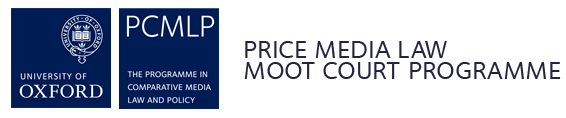 UNIVERSITY OF
OXFORD
PCMLP
THE PROGRAMME IN
COMPARATIVE MEDIA
LAW AND POLICY
PRICE MEDIA LAW
MOOT COURT PROGRAMME